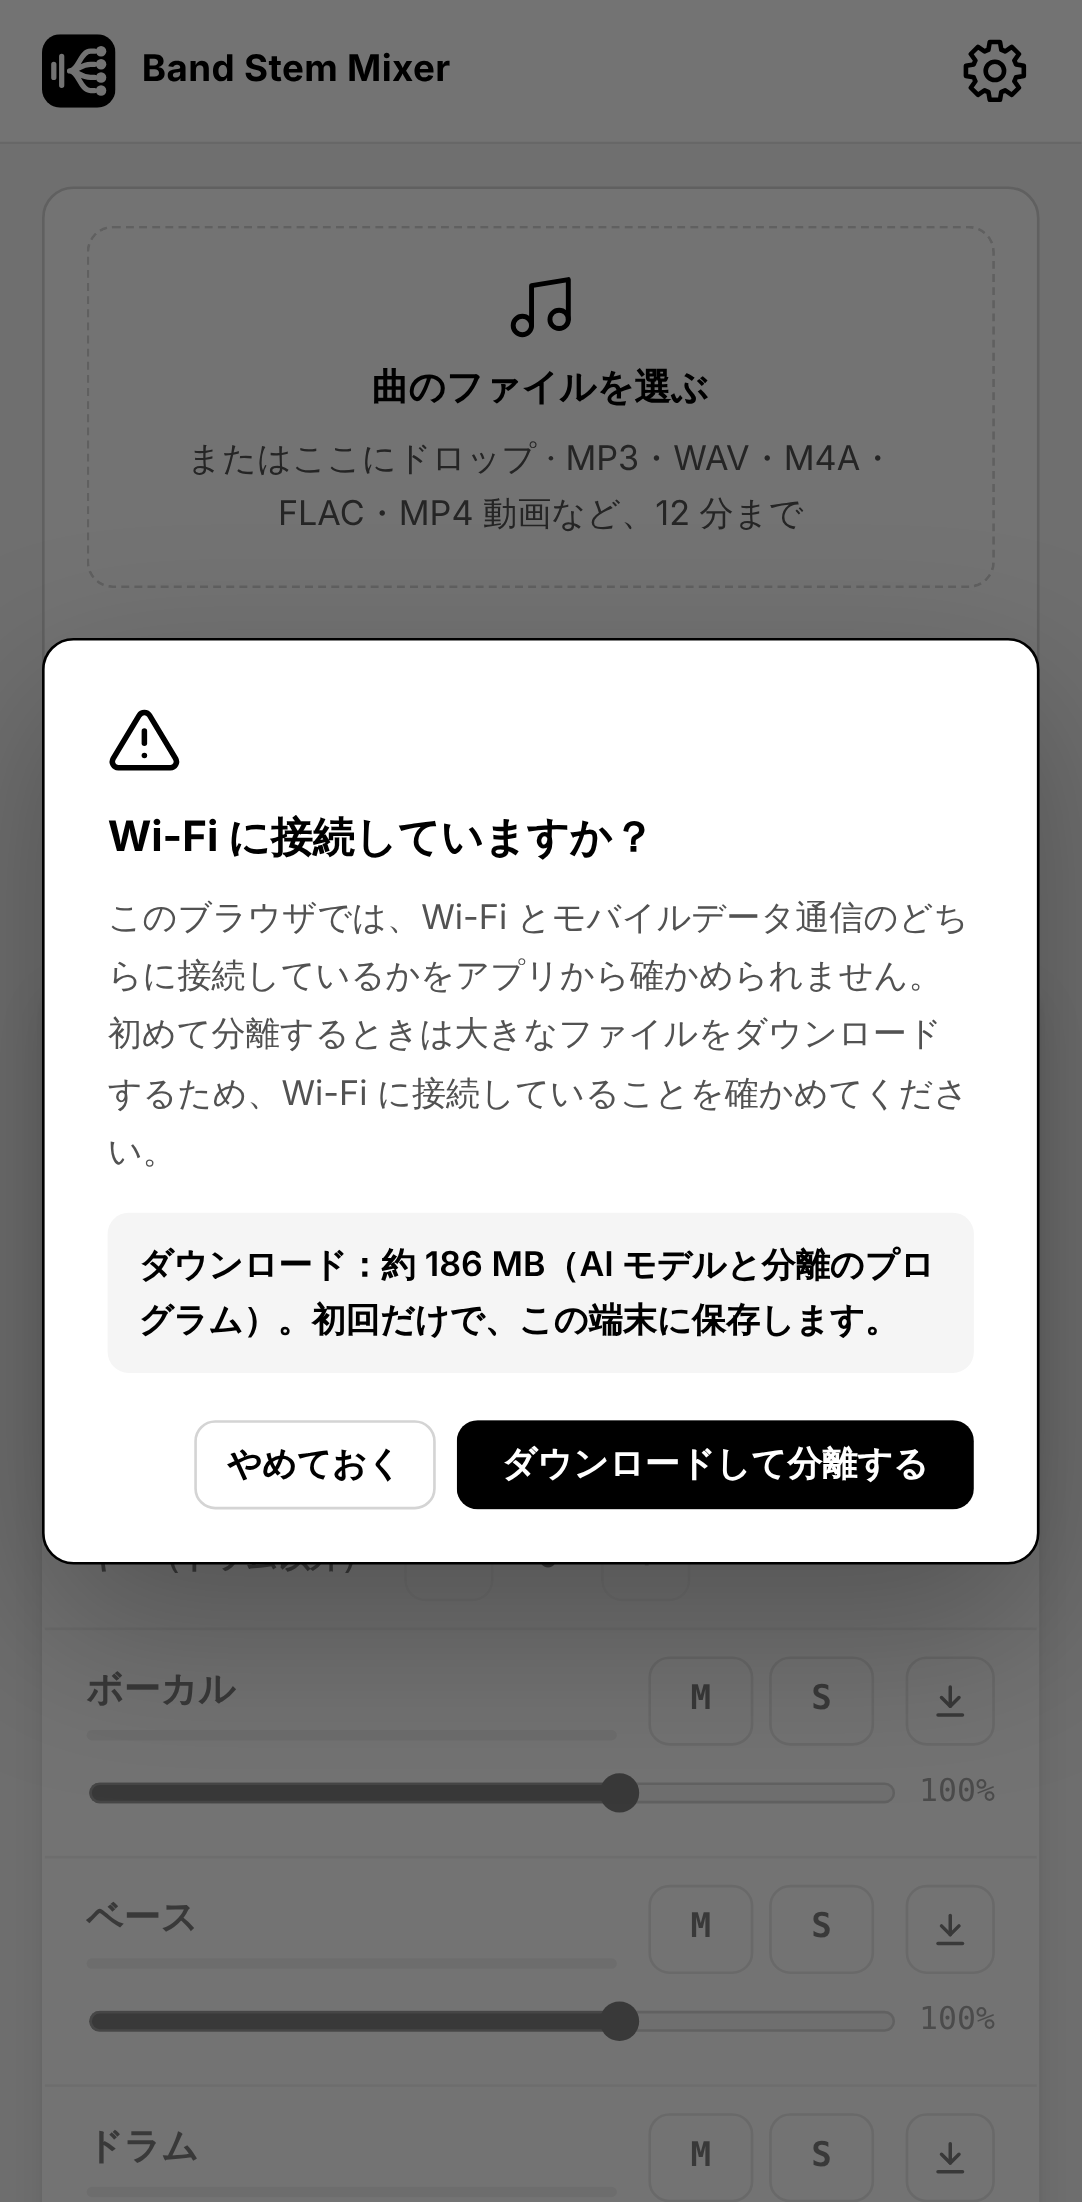 Band Stem Mixer
曲のファイルを選ぶ
またはここにドロップ · MP3・WAV・M4A・
FLAC・MP4 動画など、12 分まで
Wi-Fi に接続していますか？
このブラウザでは、Wi-Fi とモバイルデータ通信のどち
らに接続しているかをアプリから確かめられません。
初めて分離するときは大きなファイルをダウンロード
するため、Wi-Fi に接続していることを確かめてくださ
い。
ダウンロード：約 186 MB（AI モデルと分離のプロ
グラム）。初回だけで、この端末に保存します。
やめておく ダウンロードして分離する
ボーカル M S
100%
ベース M S
100%
ドラム M S